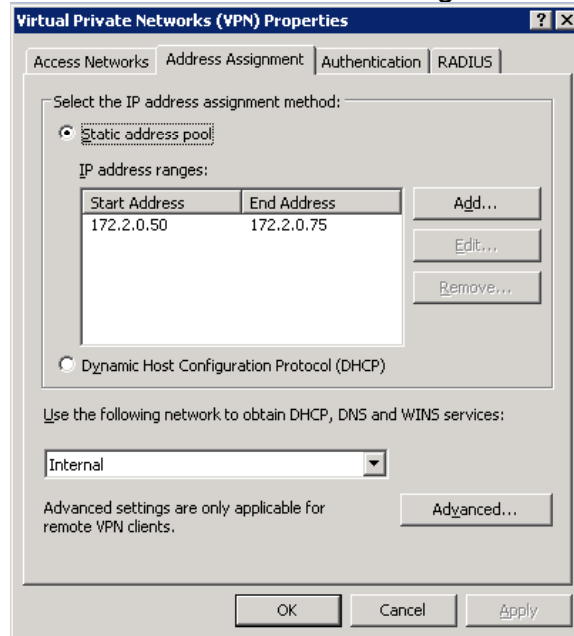 Virtual Private Networks (VPN) Properties
Access Networks Address Assignment Authentication RADIUS
Select the IP address assignment method:
Static address pool
IP address ranges:
Start Address End Address Add...
172.2.0.50 172.2.0.75
Edit...
Remove...
Dynamic Host Configuration Protocol (DHCP)
Use the following network to obtain DHCP, DNS and WINS services:
Internal
Advanced settings are only applicable for
remote VPN clients.
Advanced...
OK Cancel Apply